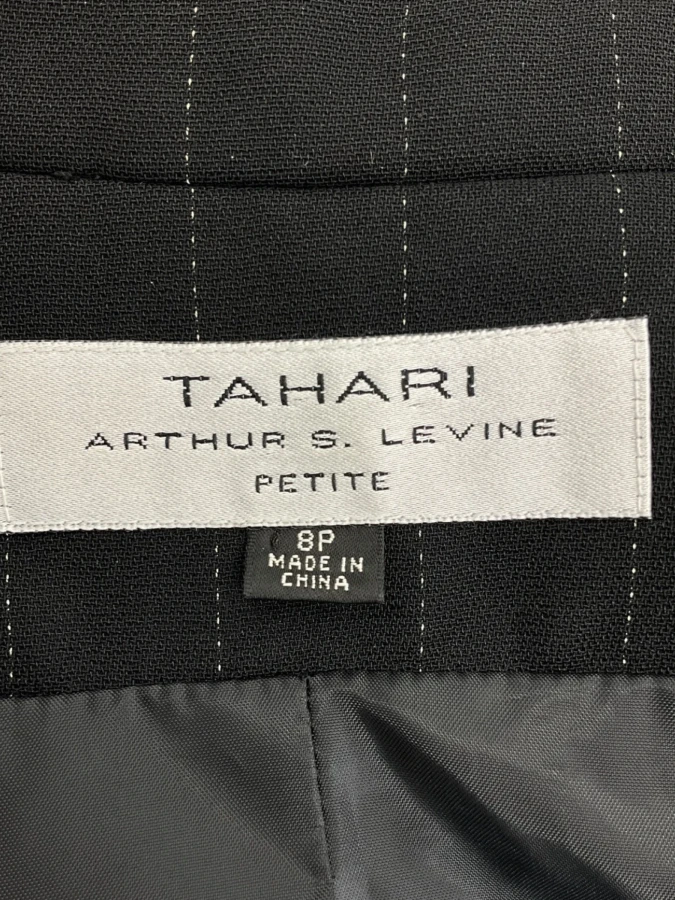 TAHARI
ARTHUR S. LEVINE
PETITE
8P
MADE IN
CHINA